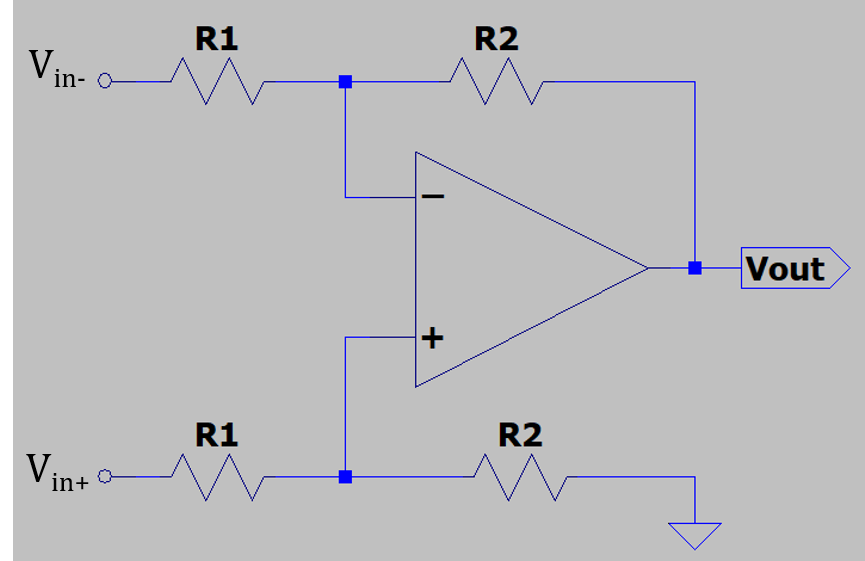 R1
R2
Vin-
−
Vout
+
R1
R2
Vin+